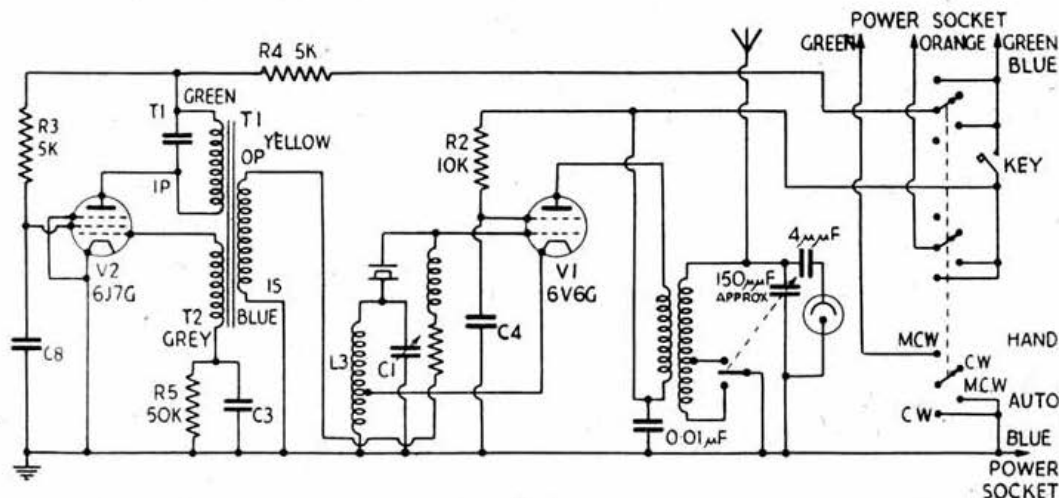 POWER SOCKET
GREEN ORANGE GREEN BLUE
R4 5K
GREEN
T1 T1
YELLOW
OP
R3
5K
1P
R2
10K
KEY
V2
6J7G
V1
6V6G
4µµF
150µµF
APPROX
1S
T2
GREY
BLUE
C8
L3
C1
C4
MCW
HAND
CW
MCW
AUTO
CW
R5
50K
C3
0·01µF
BLUE
POWER
SOCKET